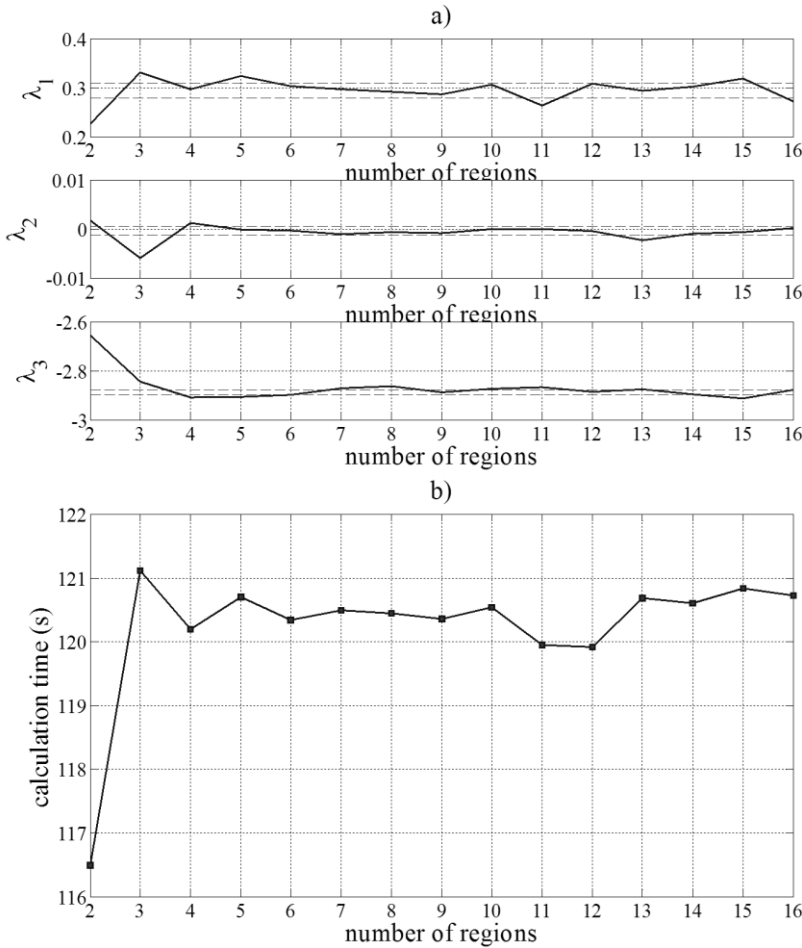 a)
0.4
0.3
0.2
λ1
2 3 4 5 6 7 8 9 10 11 12 13 14 15 16
number of regions
0.01
0
-0.01
λ2
2 3 4 5 6 7 8 9 10 11 12 13 14 15 16
number of regions
-2.6
-2.8
-3
λ3
2 3 4 5 6 7 8 9 10 11 12 13 14 15 16
number of regions
b)
122
121
120
119
118
117
116
calculation time (s)
2 3 4 5 6 7 8 9 10 11 12 13 14 15 16
number of regions